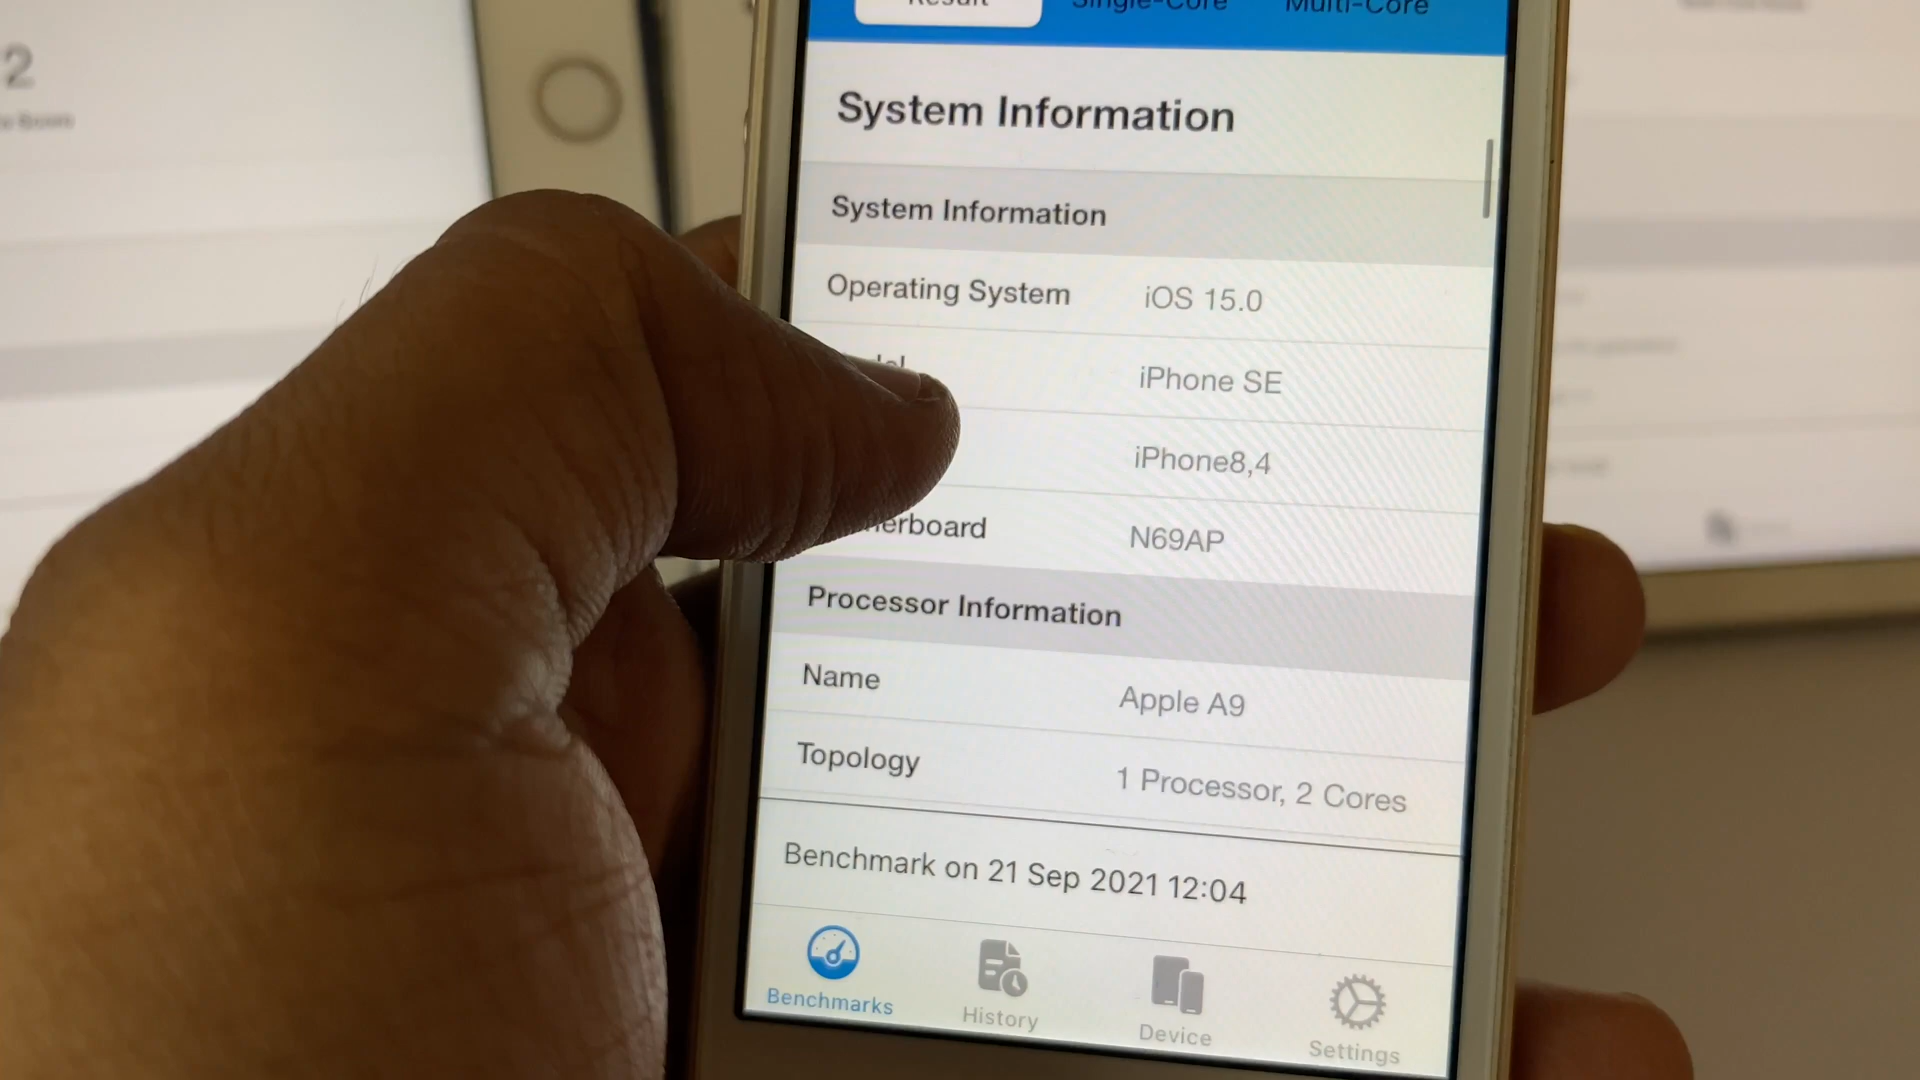 Result Single-Core Multi-Core
2
System Information
System Information
Operating System iOS 15.0
iPhone SE
iPhone8,4
erboard N69AP
Processor Information
Name Apple A9
Topology 1 Processor, 2 Cores
Benchmark on 21 Sep 2021 12:04
Benchmarks History Device Settings